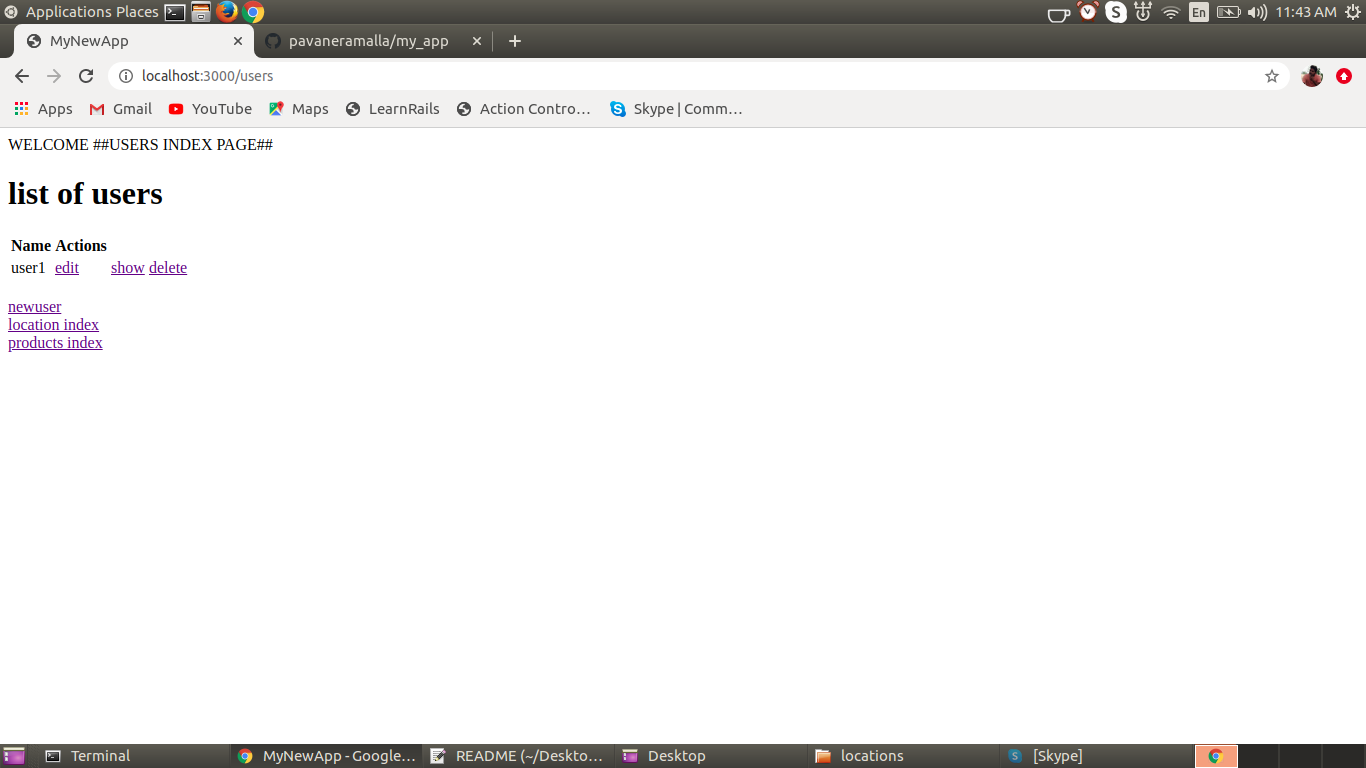 Applications Places En 11:43 AM
MyNewApp pavaneramalla/my_app
localhost:3000/users
Apps Gmail YouTube Maps LearnRails Action Contro... Skype | Comm...
WELCOME ##USERS INDEX PAGE##
list of users
Name Actions
user1 edit show delete
newuser
location index
products index
Terminal MyNewApp - Google... README (~/Deskto... Desktop locations [Skype]